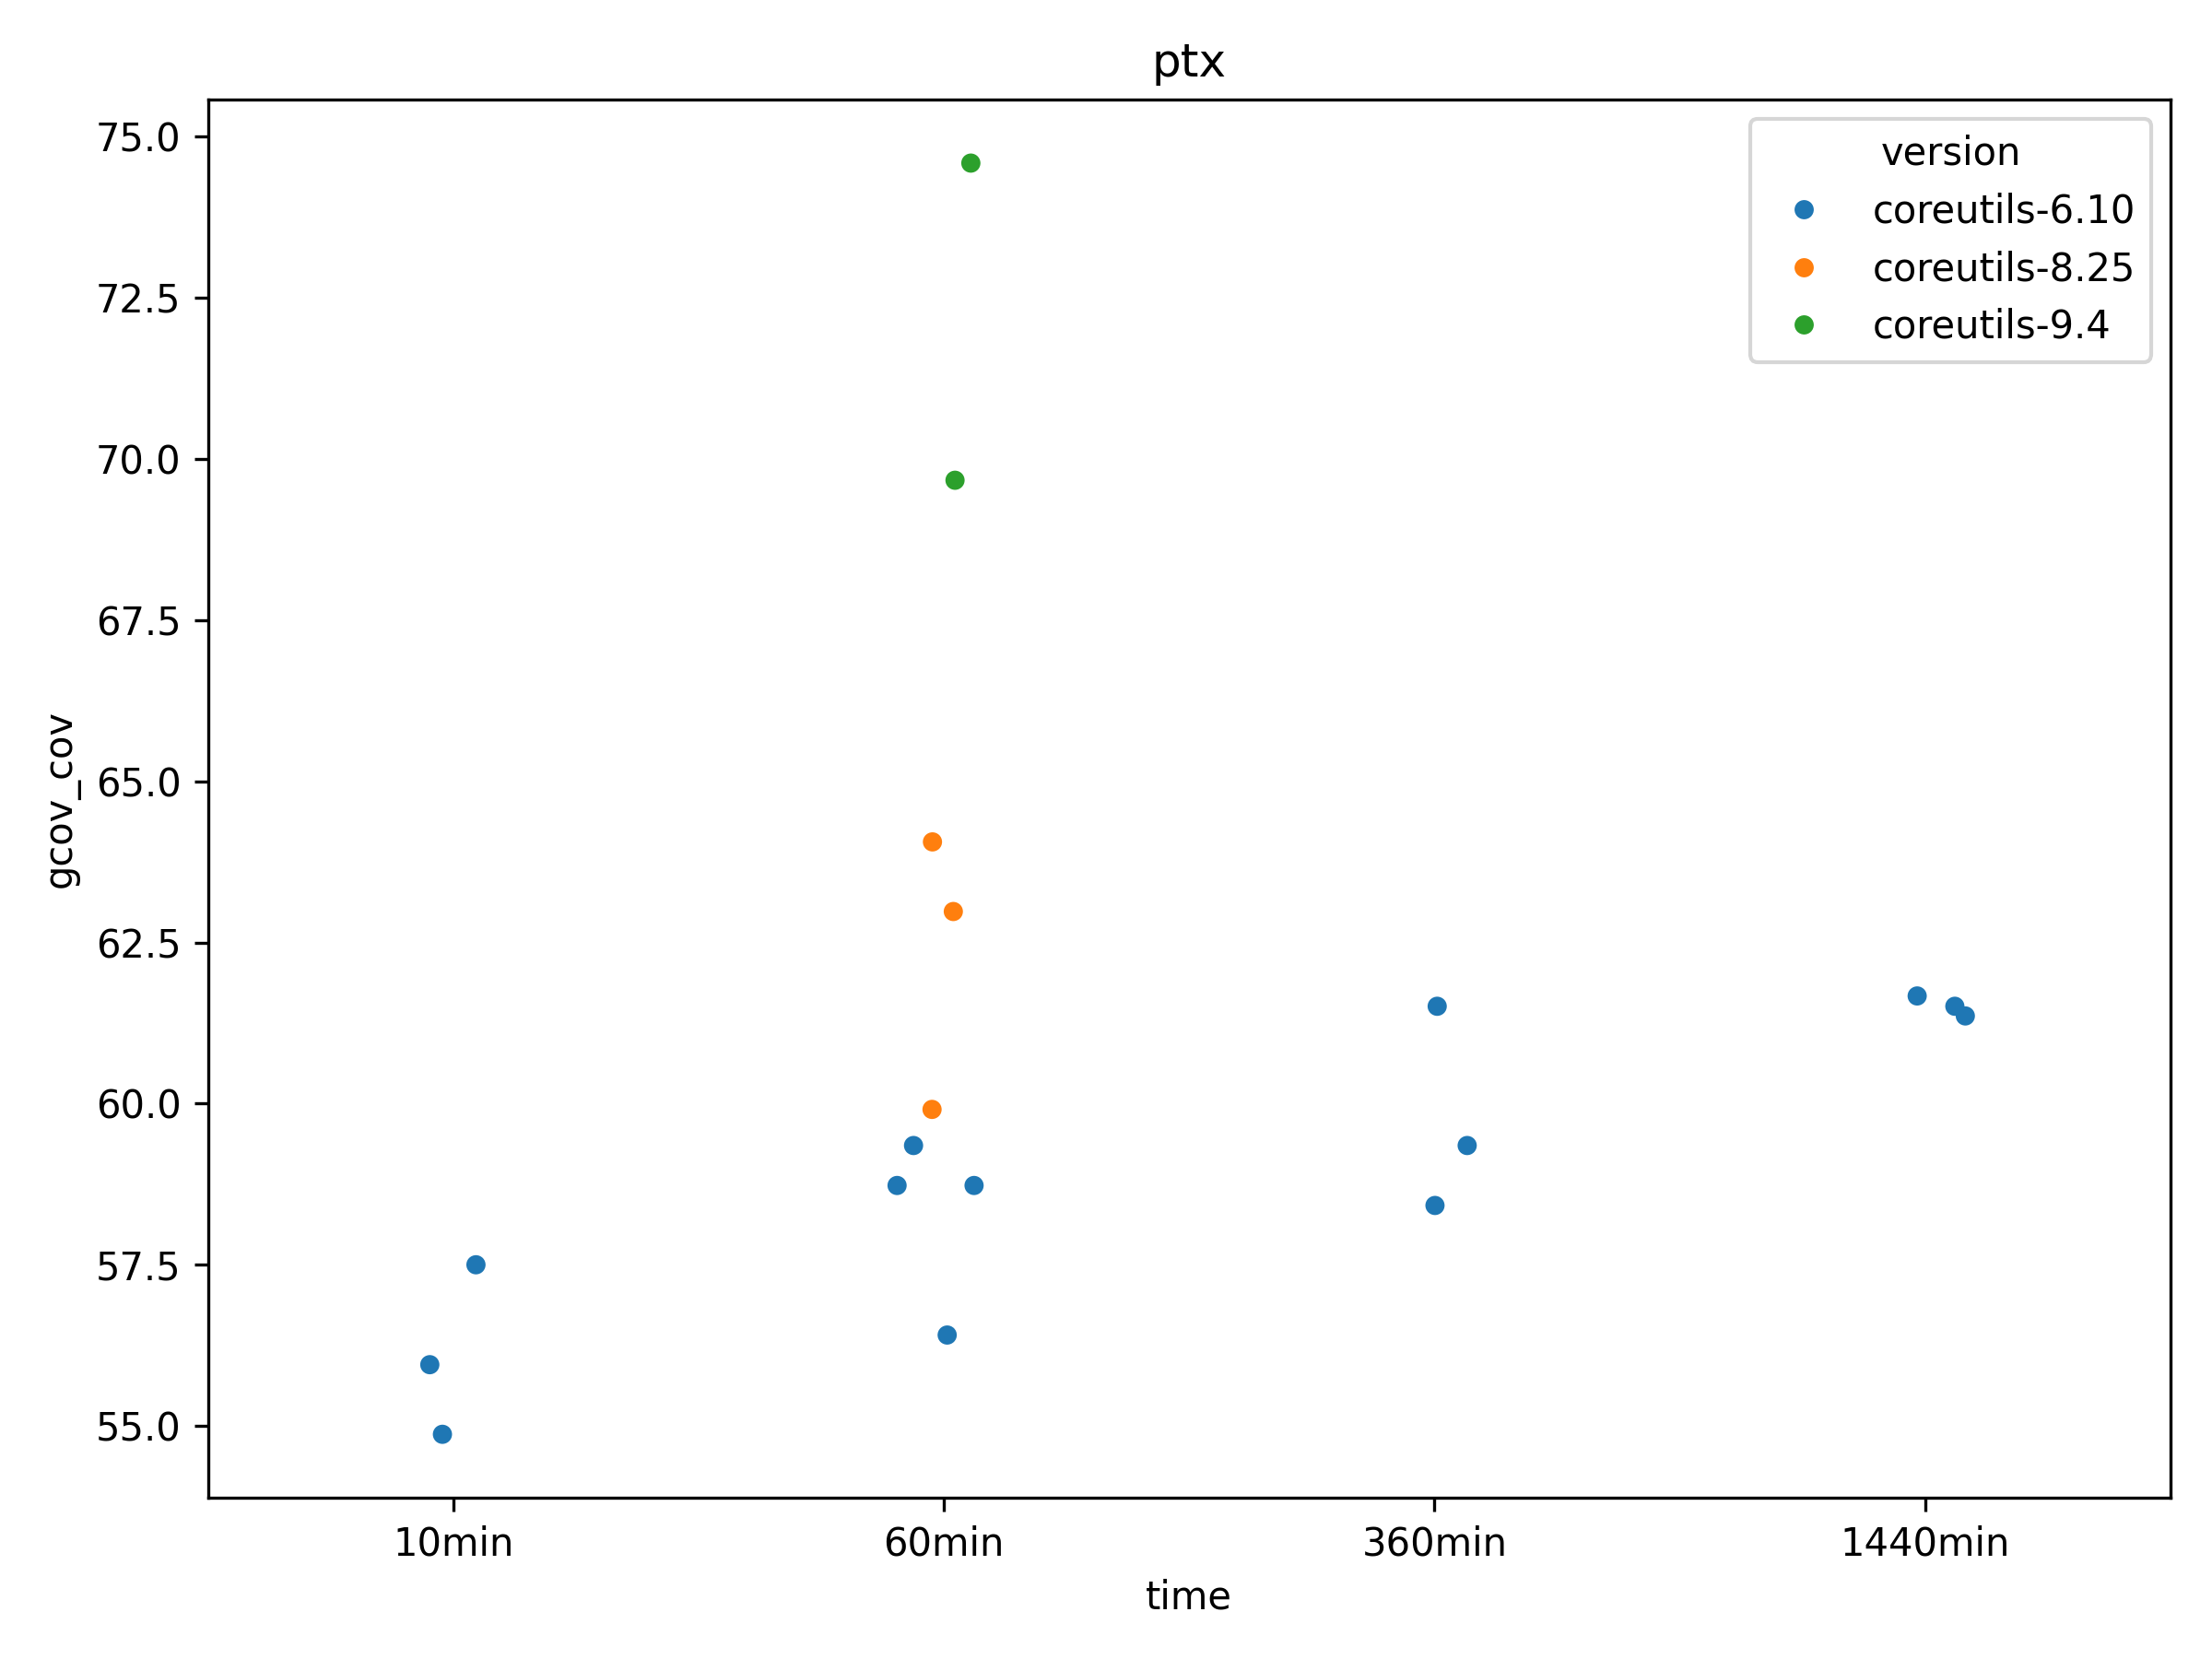 ptx
version
coreutils-6.10
coreutils-8.25
coreutils-9.4
75.0
72.5
70.0
67.5
65.0
62.5
60.0
57.5
55.0
gcov_cov
10min
60min
360min
1440min
time